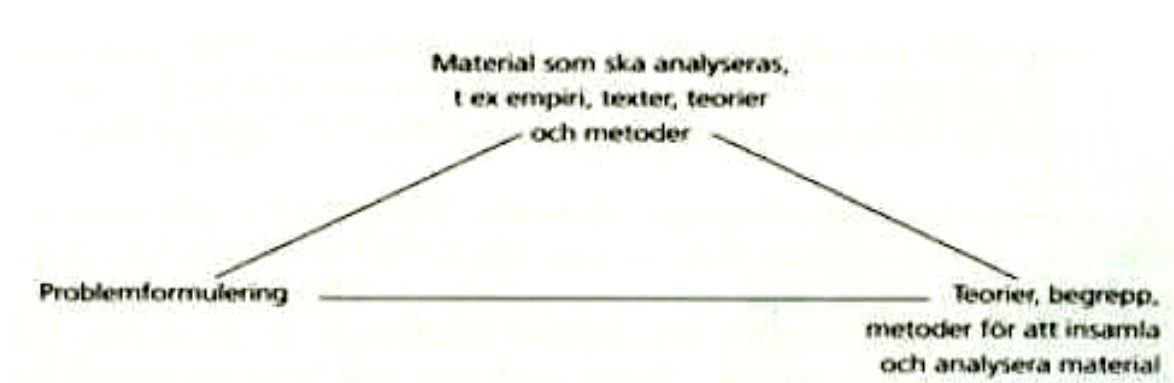 Material som ska analyseras,
t ex empiri, texter, teorier
och metoder
Problemformulering
Teorier, begrepp,
metoder för att insamla
och analysera material